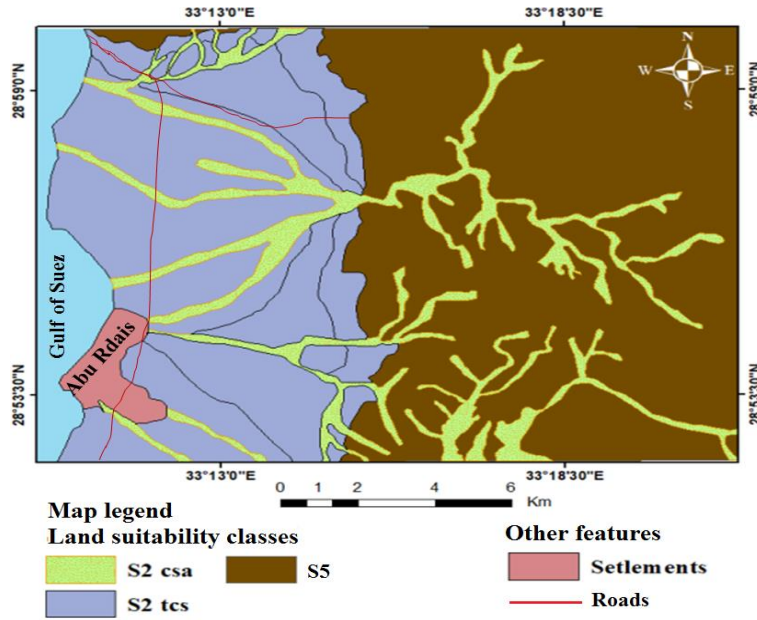 33°13'0"E 33°18'30"E
28°59'0"N
28°59'0"N
N
W E
S
Gulf of Suez
Abu Rdais
28°53'30"N
28°53'30"N
33°13'0"E 33°18'30"E
0 1 2 4 6
Km
Map legend
Land suitability classes
Other features
S2 csa
S5
Setlements
S2 tcs
Roads